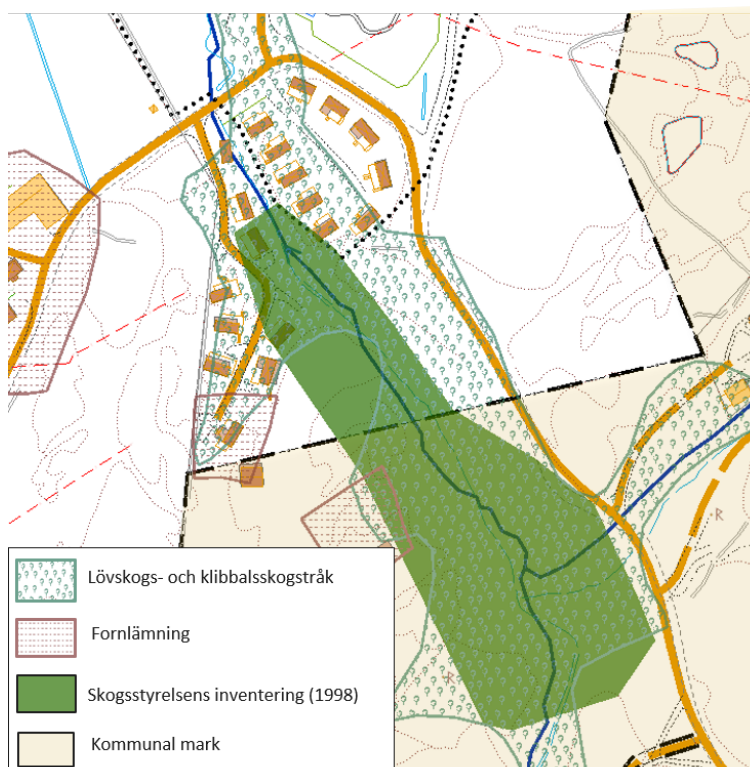 R
R
Lövskogs- och klibbalsskogstråk
Fornlämning
Skogsstyrelsens inventering (1998)
Kommunal mark